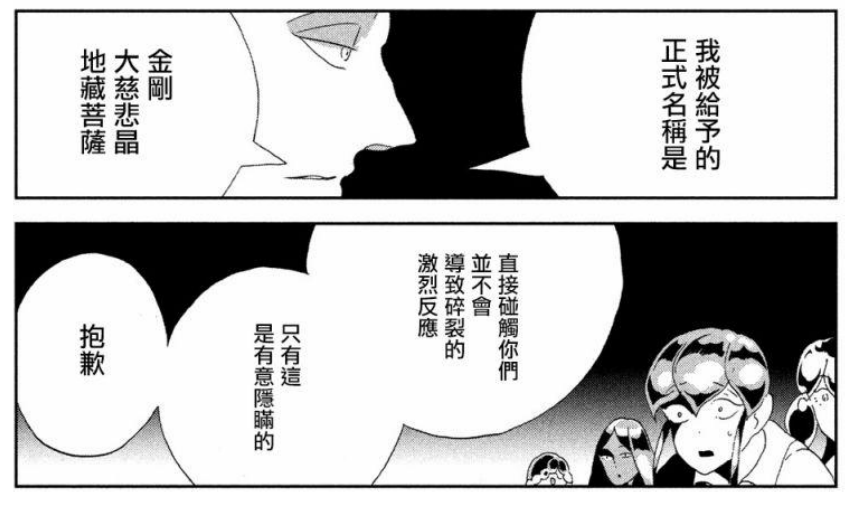 我被給予的
正式名稱是
金剛
大慈悲晶
地藏菩薩
直接碰觸你們
並不會
導致碎裂的
激烈反應
只有這
是有意隱瞞的
抱歉